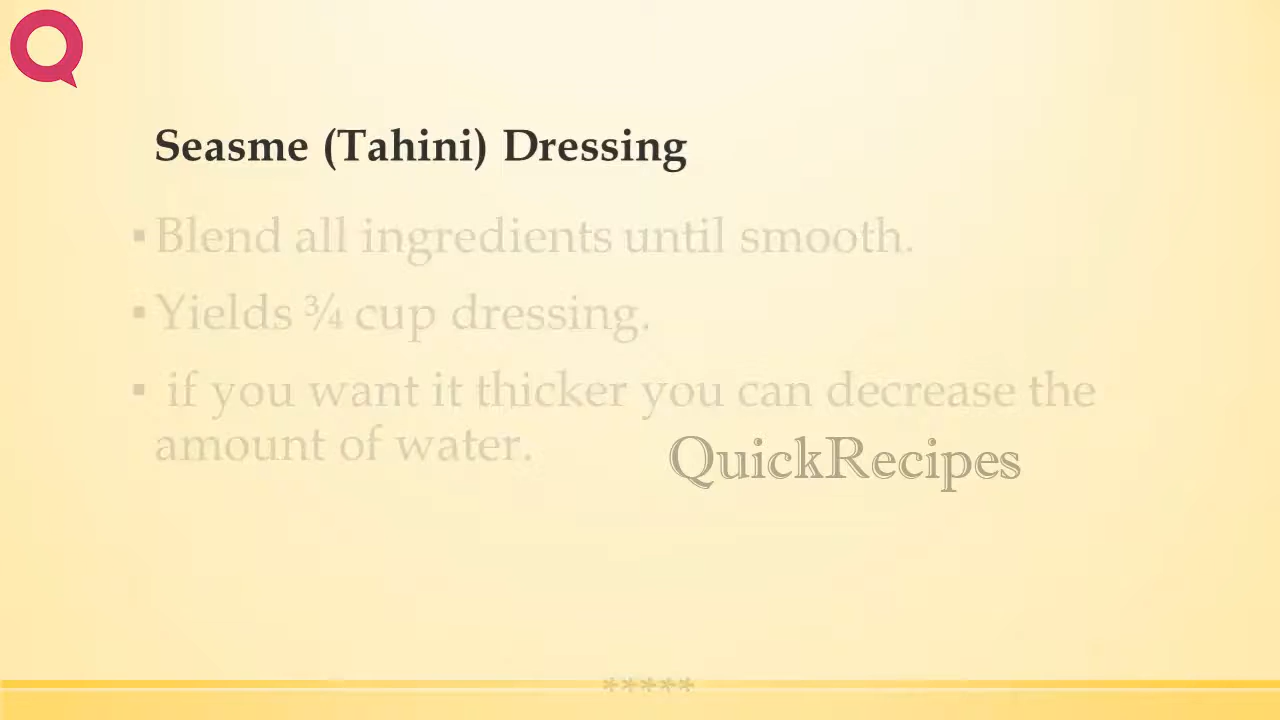 Seasme (Tahini) Dressing
▪ Blend all ingredients until smooth.
▪ Yields ¾ cup dressing.
▪ if you want it thicker you can decrease the
amount of water.
QuickRecipes
*****